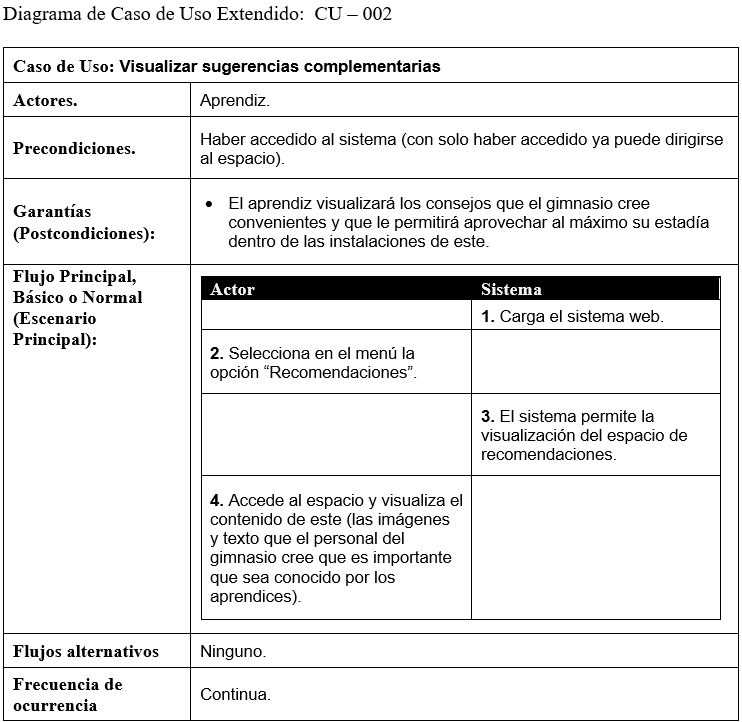 Diagrama de Caso de Uso Extendido:  CU – 002
Caso de Uso: Visualizar sugerencias complementarias
Actores.
Aprendiz.
Precondiciones.
Haber accedido al sistema (con solo haber accedido ya puede dirigirse
al espacio).
Garantías
(Postcondiciones):
• El aprendiz visualizará los consejos que el gimnasio cree
convenientes y que le permitirá aprovechar al máximo su estadía
dentro de las instalaciones de este.
Flujo Principal,
Básico o Normal
(Escenario
Principal):
Actor
Sistema
1. Carga el sistema web.
2. Selecciona en el menú la
opción “Recomendaciones”.
3. El sistema permite la
visualización del espacio de
recomendaciones.
4. Accede al espacio y visualiza el
contenido de este (las imágenes
y texto que el personal del
gimnasio cree que es importante
que sea conocido por los
aprendices).
Flujos alternativos
Ninguno.
Frecuencia de
ocurrencia
Continua.